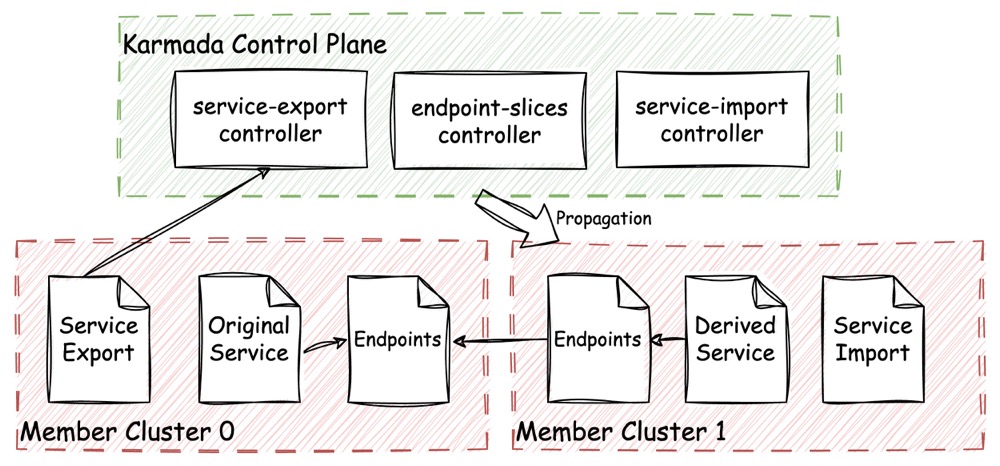 Karmada Control Plane
service-export
controller
endpoint-slices
controller
service-import
controller
Propagation
Service
Export
Original
Service
Endpoints
Endpoints
Derived
Service
Service
Import
Member Cluster 0
Member Cluster 1